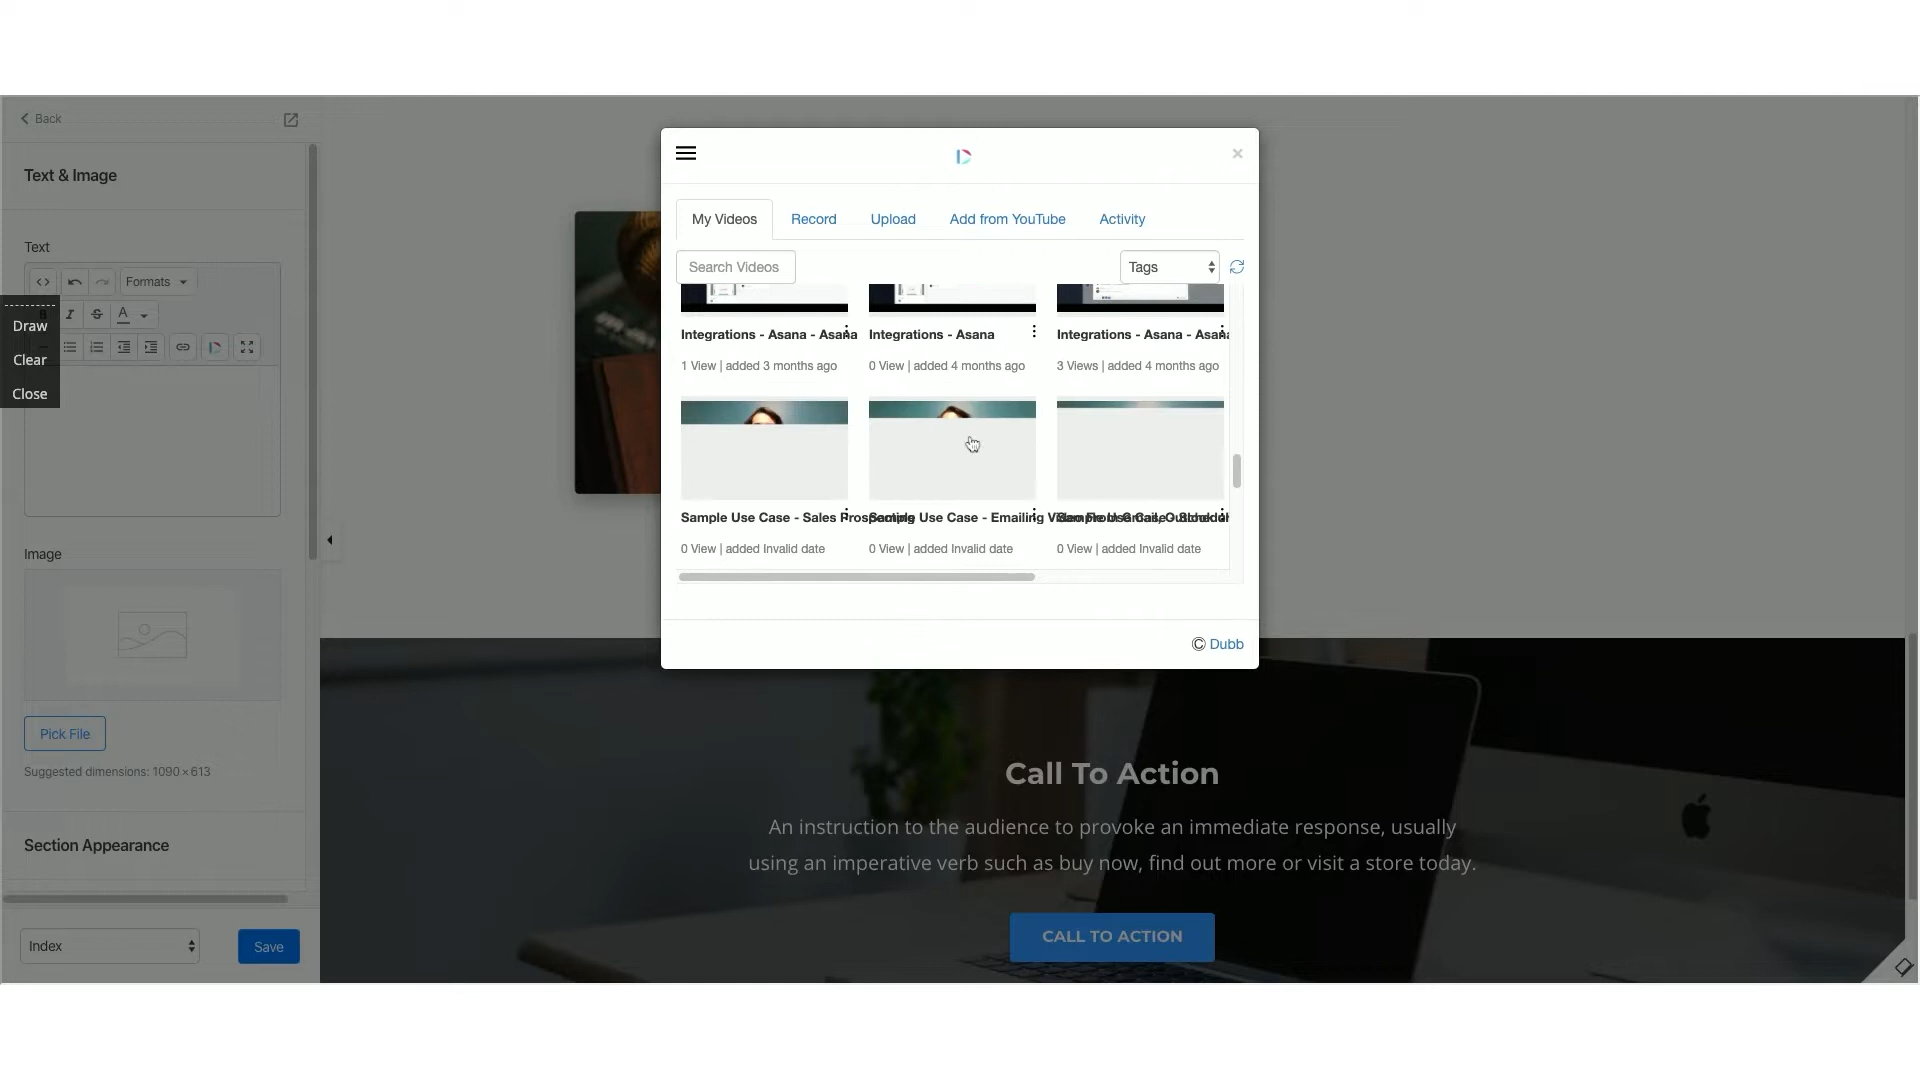 Back
Text & Image
Text
Formats
Draw
Clear
Close
Image
Pick File
Suggested dimensions: 1090×613
Section Appearance
Index
Save
×
My Videos
Record
Upload
Add from YouTube
Activity
Search Videos
Tags
Integrations - Asana - Asana
Integrations - Asana
Integrations - Asana - Asana
1 View | added 3 months ago
0 View | added 4 months ago
3 Views | added 4 months ago
Sample Use Case - Sales Prospecting
Sample Use Case - Emailing Video From Gmail, Outlook
Sample Use Case -
0 View | added Invalid date
0 View | added Invalid date
0 View | added Invalid date
© Dubb
Call To Action
An instruction to the audience to provoke an immediate response, usually
using an imperative verb such as buy now, find out more or visit a store today.
CALL TO ACTION